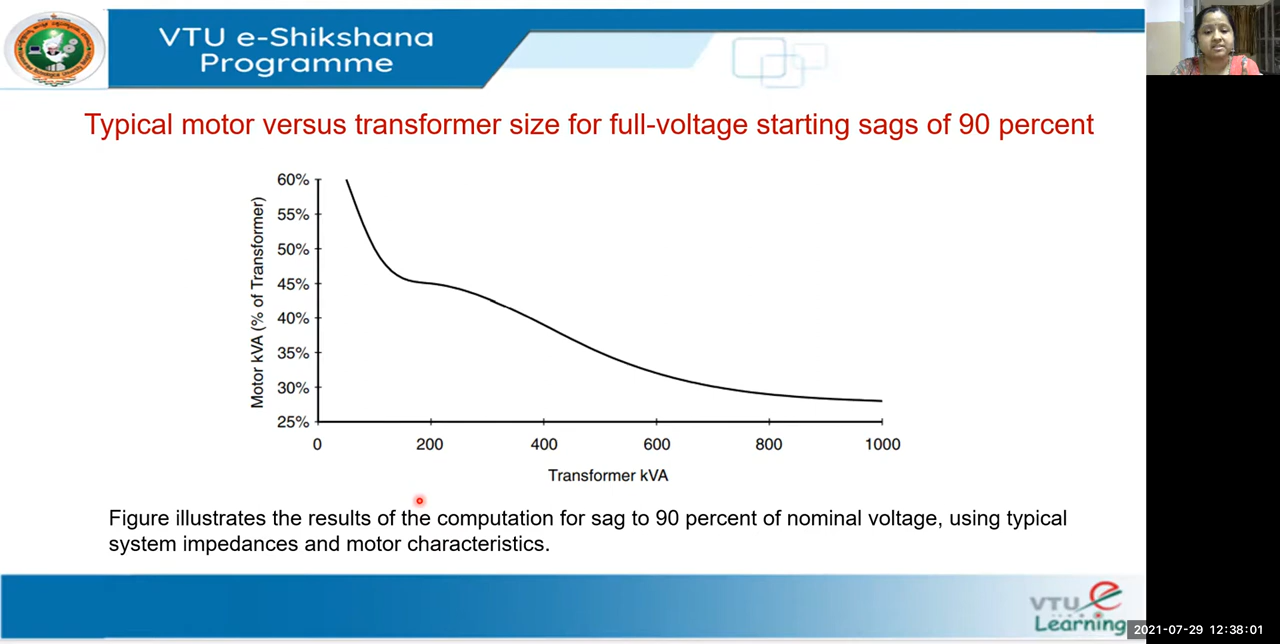 VTU e-Shikshana
Programme
Typical motor versus transformer size for full-voltage starting sags of 90 percent
Motor kVA (% of Transformer)
60%
55%
50%
45%
40%
35%
30%
25%
0 200 400 600 800 1000
Transformer kVA
Figure illustrates the results of the computation for sag to 90 percent of nominal voltage, using typical
system impedances and motor characteristics.
VTU e
Learning
2021-07-29 12:38:01